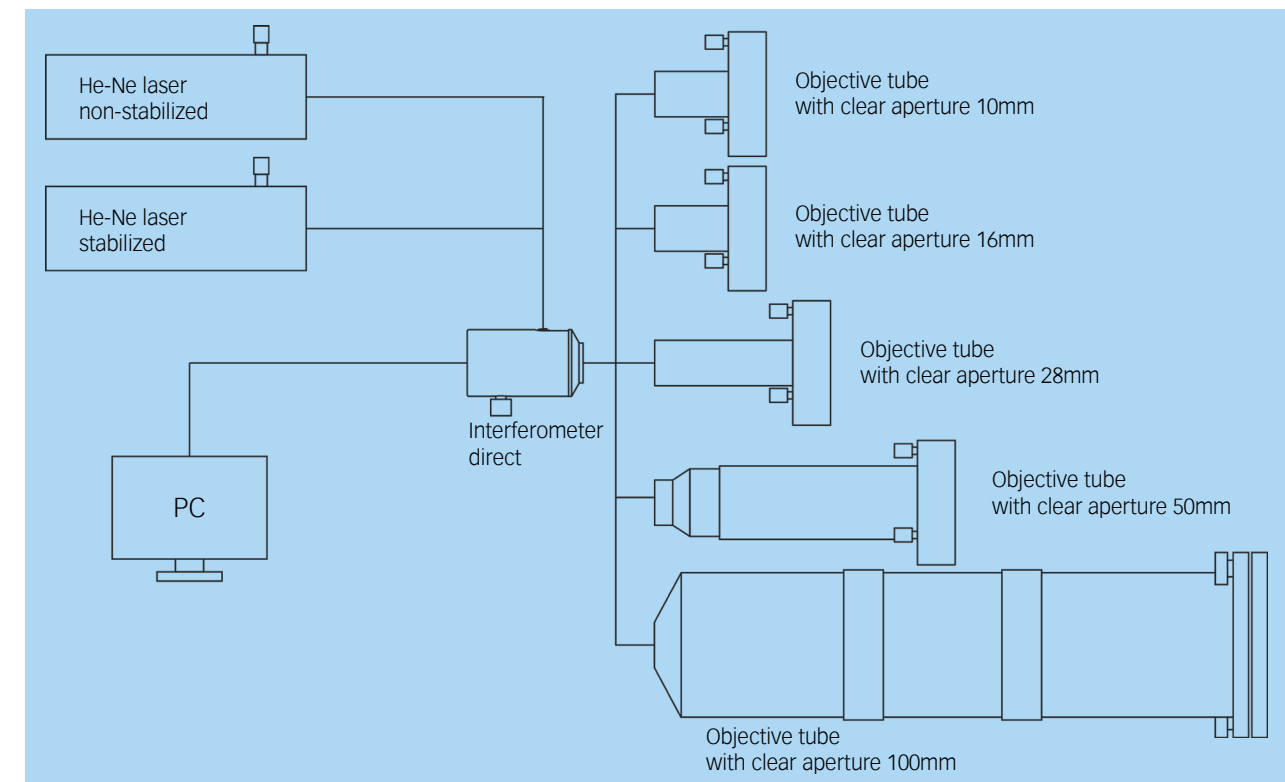 He-Ne laser
non-stabilized
He-Ne laser
stabilized
Objective tube
with clear aperture 10mm
Objective tube
with clear aperture 16mm
Objective tube
with clear aperture 28mm
Interferometer
direct
PC
Objective tube
with clear aperture 50mm
Objective tube
with clear aperture 100mm